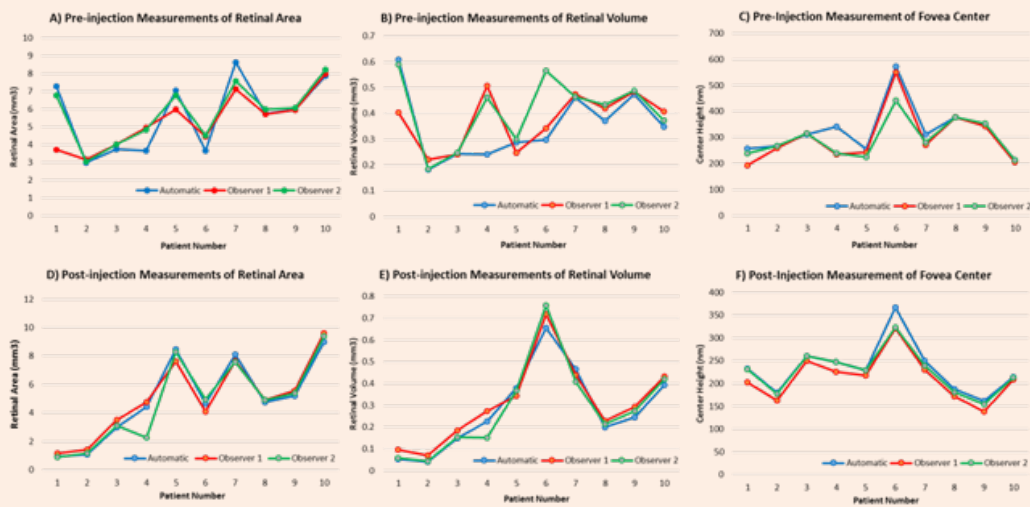 A) Pre-injection Measurements of Retinal Area
Retinal Area(mm3)
10
9
8
7
6
5
4
3
2
1
0
Automatic Observer 1 Observer 2
1 2 3 4 5 6 7 8 9 10
Patient Number
B) Pre-injection Measurements of Retinal Volume
Retinal Voolume (mm3)
0.7
0.6
0.5
0.4
0.3
0.2
0.1
0
Automatic Observer 1 Observer 2
1 2 3 4 5 6 7 8 9 10
Patient Number
C) Pre-Injection Measurement of Fovea Center
Center Height (nm)
700
600
500
400
300
200
100
0
Automatic Observer 1 Observer 2
1 2 3 4 5 6 7 8 9 10
Patient Number
D) Post-injection Measurements of Retinal Area
Retinal Area (mm3)
12
10
8
6
4
2
0
Automatic Observer 1 Observer 2
1 2 3 4 5 6 7 8 9 10
Patient Number
E) Post-injection Measurements of Retinal Volume
Retinal Volume (mm3)
0.8
0.7
0.6
0.5
0.4
0.3
0.2
0.1
0
Automatic Observer 1 Observer 2
1 2 3 4 5 6 7 8 9 10
Patient Number
F) Post-Injection Measurement of Fovea Center
Center Height (nm)
400
350
300
250
200
150
100
50
0
Automatic Observer 1 Observer 2
1 2 3 4 5 6 7 8 9 10
Patient Number